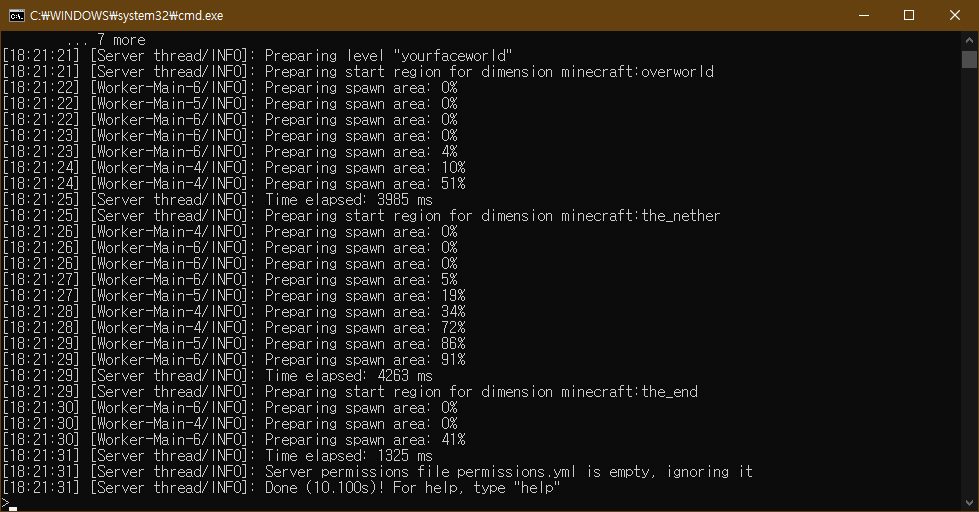 C:₩WINDOWS₩system32₩cmd.exe
... 7 more
[18:21:21] [Server thread/INFO]: Preparing level "yourfaceworld"
[18:21:21] [Server thread/INFO]: Preparing start region for dimension minecraft:overworld
[18:21:22] [Worker-Main-6/INFO]: Preparing spawn area: 0%
[18:21:22] [Worker-Main-5/INFO]: Preparing spawn area: 0%
[18:21:22] [Worker-Main-6/INFO]: Preparing spawn area: 0%
[18:21:23] [Worker-Main-6/INFO]: Preparing spawn area: 0%
[18:21:23] [Worker-Main-6/INFO]: Preparing spawn area: 4%
[18:21:24] [Worker-Main-4/INFO]: Preparing spawn area: 10%
[18:21:24] [Worker-Main-4/INFO]: Preparing spawn area: 51%
[18:21:25] [Server thread/INFO]: Time elapsed: 3985 ms
[18:21:25] [Server thread/INFO]: Preparing start region for dimension minecraft:the_nether
[18:21:26] [Worker-Main-4/INFO]: Preparing spawn area: 0%
[18:21:26] [Worker-Main-6/INFO]: Preparing spawn area: 0%
[18:21:26] [Worker-Main-6/INFO]: Preparing spawn area: 0%
[18:21:27] [Worker-Main-6/INFO]: Preparing spawn area: 5%
[18:21:27] [Worker-Main-5/INFO]: Preparing spawn area: 19%
[18:21:28] [Worker-Main-4/INFO]: Preparing spawn area: 34%
[18:21:28] [Worker-Main-4/INFO]: Preparing spawn area: 72%
[18:21:29] [Worker-Main-5/INFO]: Preparing spawn area: 86%
[18:21:29] [Worker-Main-6/INFO]: Preparing spawn area: 91%
[18:21:29] [Server thread/INFO]: Time elapsed: 4263 ms
[18:21:29] [Server thread/INFO]: Preparing start region for dimension minecraft:the_end
[18:21:30] [Worker-Main-6/INFO]: Preparing spawn area: 0%
[18:21:30] [Worker-Main-4/INFO]: Preparing spawn area: 0%
[18:21:30] [Worker-Main-6/INFO]: Preparing spawn area: 41%
[18:21:31] [Server thread/INFO]: Time elapsed: 1325 ms
[18:21:31] [Server thread/INFO]: Server permissions file permissions.yml is empty, ignoring it
[18:21:31] [Server thread/INFO]: Done (10.100s)! For help, type "help"
>